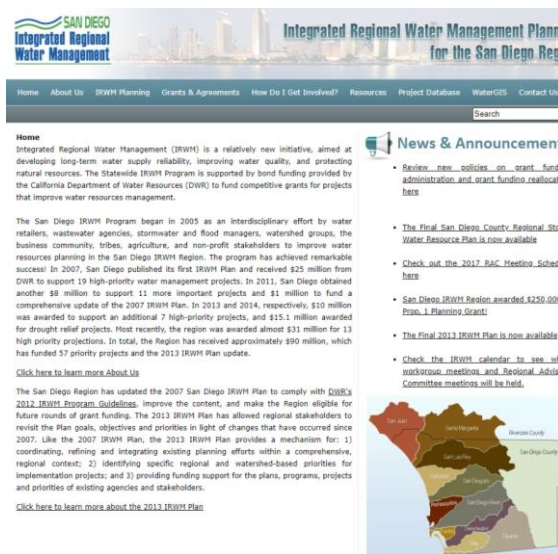 SAN DIEGO
Integrated Regional
Water Management
Integrated Regional Water Management Plann
for the San Diego Reg
Home About Us IRWM Planning Grants & Agreements How Do I Get Involved? Resources Project Database WaterGIS Contact Us
Search
Home
Integrated Regional Water Management (IRWM) is a relatively new initiative, aimed at
developing long-term water supply reliability, improving water quality, and protecting
natural resources. The Statewide IRWM Program is supported by bond funding provided by
the California Department of Water Resources (DWR) to fund competitive grants for projects
that improve water resources management.
The San Diego IRWM Program began in 2005 as an interdisciplinary effort by water
retailers, wastewater agencies, stormwater and flood managers, watershed groups, the
business community, tribes, agriculture, and non-profit stakeholders to improve water
resources planning in the San Diego IRWM Region. The program has achieved remarkable
success! In 2007, San Diego published its first IRWM Plan and received $25 million from
DWR to support 19 high-priority water management projects. In 2011, San Diego obtained
another $8 million to support 11 more important projects and $1 million to fund a
comprehensive update of the 2007 IRWM Plan. In 2013 and 2014, respectively, $10 million
was awarded to support an additional 7 high-priority projects, and $15.1 million awarded
for drought relief projects. Most recently, the region was awarded almost $31 million for 13
high priority projections. In total, the Region has received approximately $90 million, which
has funded 57 priority projects and the 2013 IRWM Plan update.
Click here to learn more About Us
The San Diego Region has updated the 2007 San Diego IRWM Plan to comply with DWR's
2012 IRWM Program Guidelines, improve the content, and make the Region eligible for
future rounds of grant funding. The 2013 IRWM Plan has allowed regional stakeholders to
revisit the Plan goals, objectives and priorities in light of changes that have occurred since
2007. Like the 2007 IRWM Plan, the 2013 IRWM Plan provides a mechanism for: 1)
coordinating, refining and integrating existing planning efforts within a comprehensive,
regional context; 2) identifying specific regional and watershed-based priorities for
implementation projects; and 3) providing funding support for the plans, programs, projects
and priorities of existing agencies and stakeholders.
Click here to learn more about the 2013 IRWM Plan
News & Announcement
Review new policies on grant fund
administration and grant funding reallocat
here
The Final San Diego County Regional Sto
Water Resource Plan is now available
Check out the 2017 RAC Meeting Sched
here
San Diego IRWM Region awarded $250,000
Prop. 1 Planning Grant!
The Final 2013 IRWM Plan is now available
Check the IRWM calendar to see wh
workgroup meetings and Regional Advis
Committee meetings will be held.
San Juan
Santa Margarita
Riverside County
San Diego County
San Luis Rey
Carlsbad
San Dieguito
Peñasquitos
San Diego River
Sweetwater
Otay
Tijuana